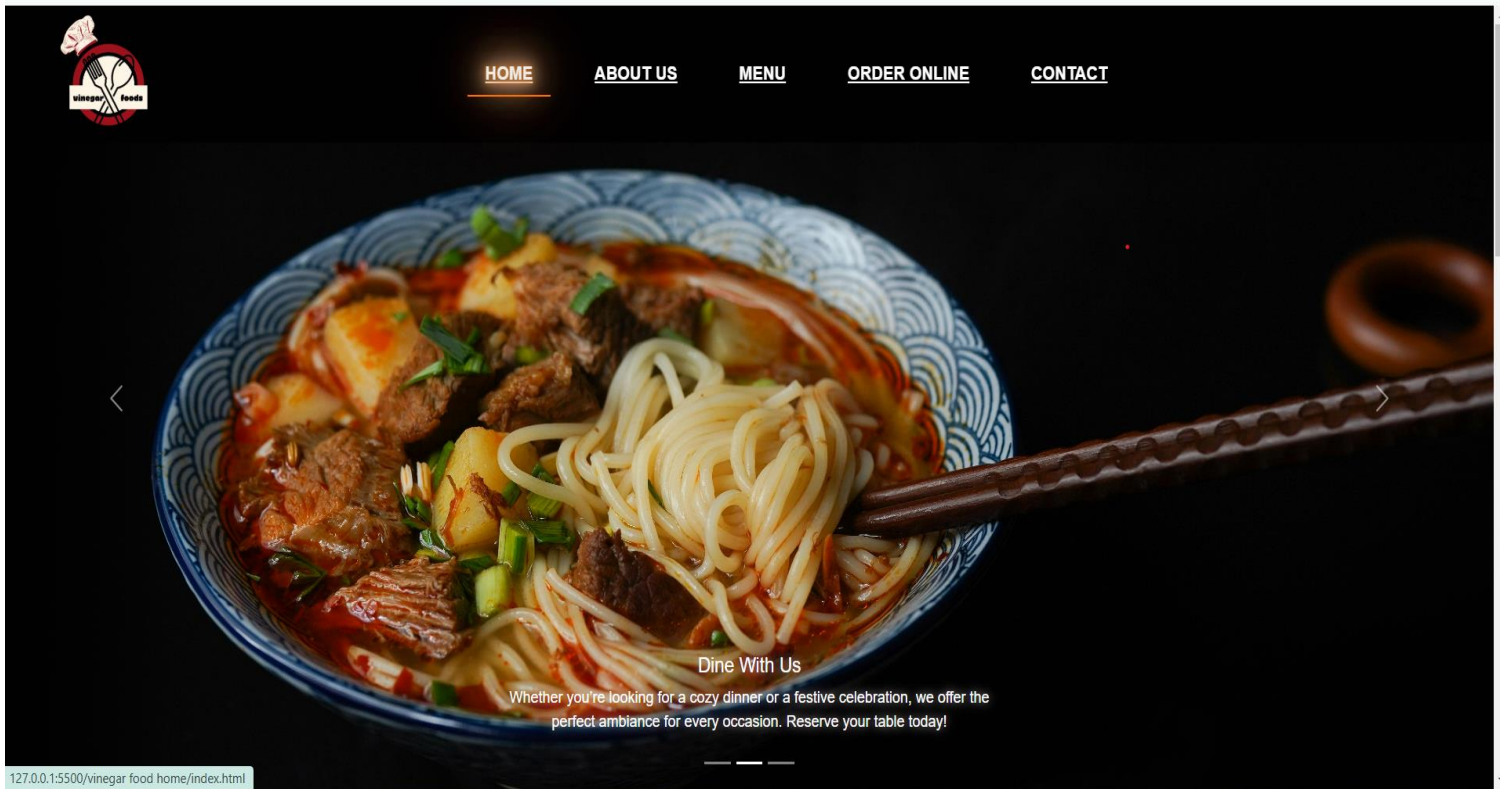 vinegar foods
HOME
ABOUT US
MENU
ORDER ONLINE
CONTACT
Dine With Us
Whether you're looking for a cozy dinner or a festive celebration, we offer the
perfect ambiance for every occasion. Reserve your table today!
127.0.0.1:5500/vinegar food home/index.html